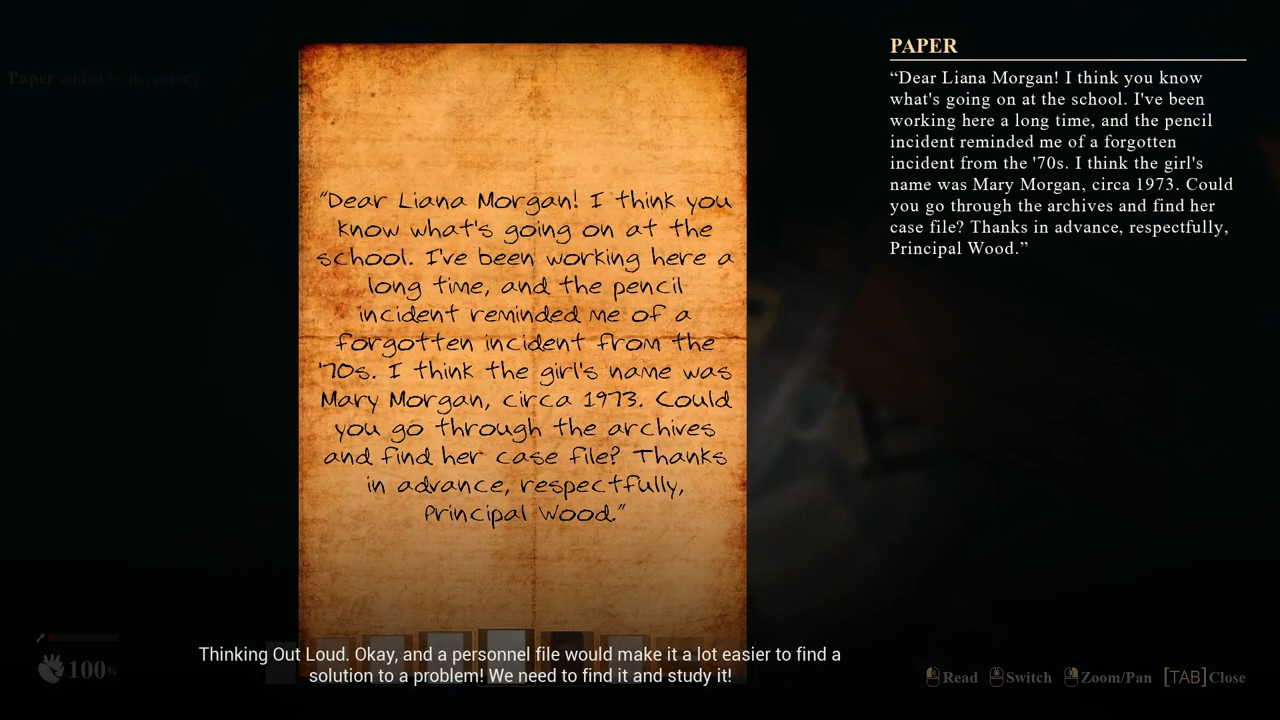 Paper added to inventory.
"Dear Liana Morgan! I think you
know what's going on at the
school. I've been working here a
long time, and the pencil
incident reminded me of a
forgotten incident from the
'70s. I think the girl's name was
Mary Morgan, circa 1973. Could
you go through the archives
and find her case file? Thanks
in advance, respectfully,
Principal Wood."
PAPER
“Dear Liana Morgan! I think you know
what's going on at the school. I've been
working here a long time, and the pencil
incident reminded me of a forgotten
incident from the '70s. I think the girl's
name was Mary Morgan, circa 1973. Could
you go through the archives and find her
case file? Thanks in advance, respectfully,
Principal Wood.”
Thinking Out Loud. Okay, and a personnel file would make it a lot easier to find a
solution to a problem! We need to find it and study it!
100%
Read Switch Zoom/Pan [TAB] Close